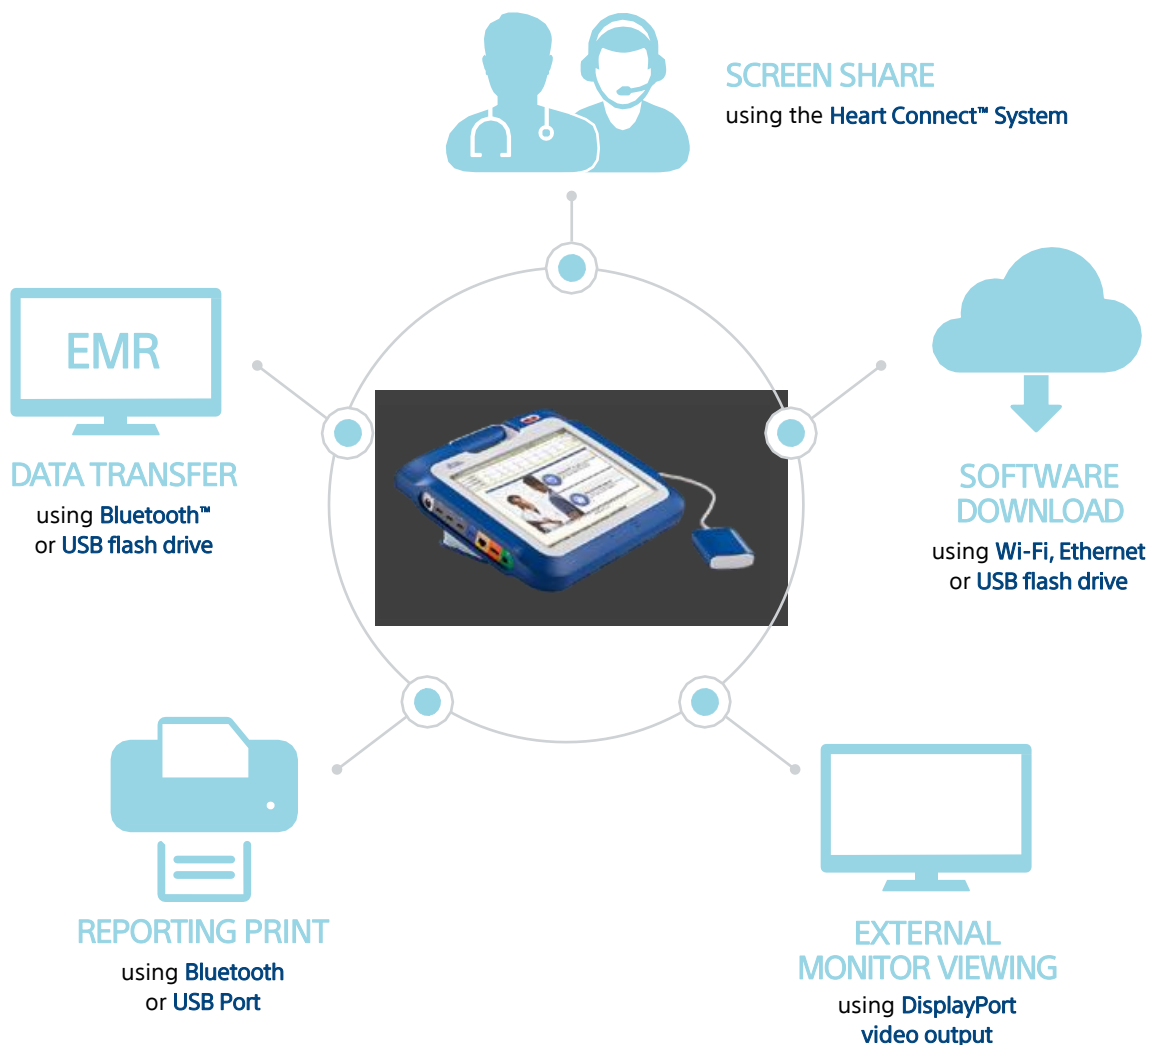 SCREEN SHARE
using the Heart Connect™ System
EMR
DATA TRANSFER
using Bluetooth™
or USB flash drive
SOFTWARE
DOWNLOAD
using Wi-Fi, Ethernet
or USB flash drive
REPORTING PRINT
using Bluetooth
or USB Port
EXTERNAL
MONITOR VIEWING
using DisplayPort
video output